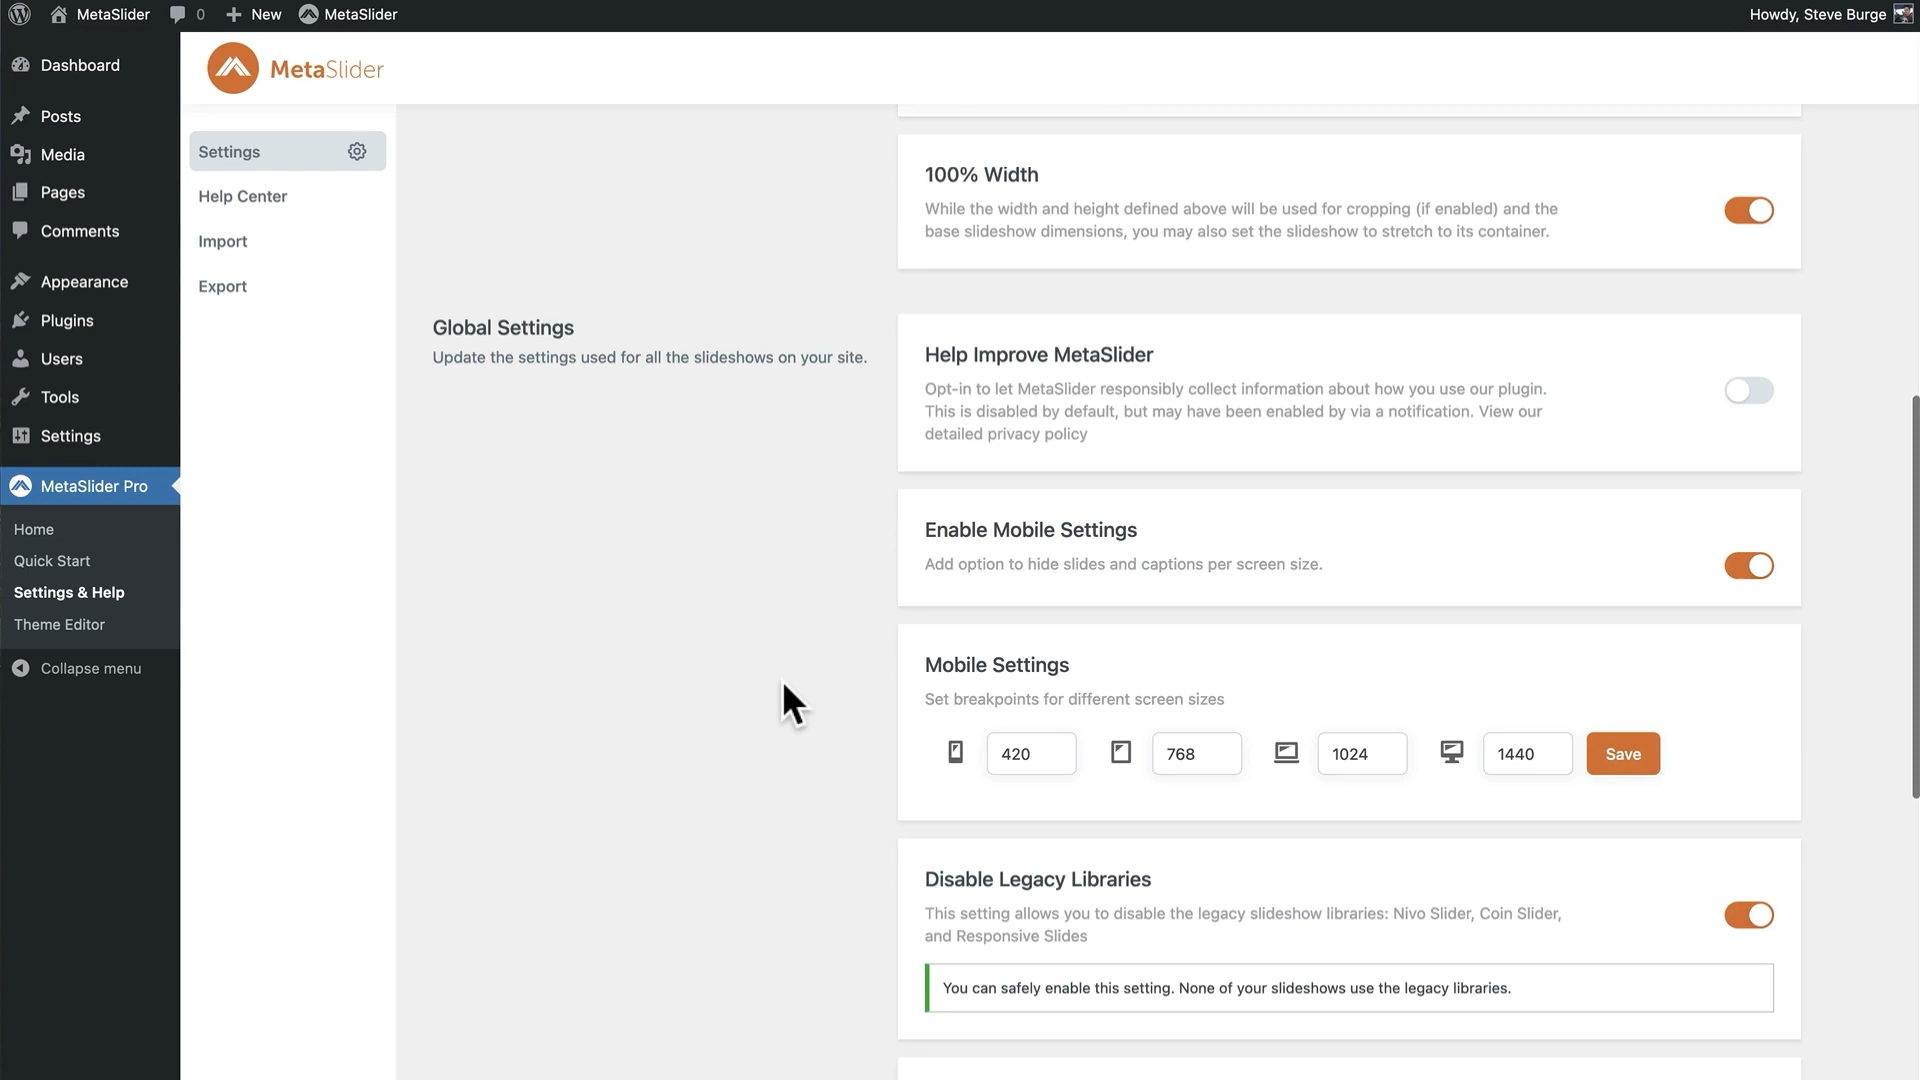 MetaSlider
0
New
MetaSlider
Howdy, Steve Burge
Dashboard
Posts
Media
Pages
Comments
Appearance
Plugins
Users
Tools
Settings
MetaSlider Pro
Home
Quick Start
Settings & Help
Theme Editor
Collapse menu
MetaSlider
Settings
Help Center
Import
Export
Global Settings
Update the settings used for all the slideshows on your site.
100% Width
While the width and height defined above will be used for cropping (if enabled) and the
base slideshow dimensions, you may also set the slideshow to stretch to its container.
Help Improve MetaSlider
Opt-in to let MetaSlider responsibly collect information about how you use our plugin.
This is disabled by default, but may have been enabled by via a notification. View our
detailed privacy policy
Enable Mobile Settings
Add option to hide slides and captions per screen size.
Mobile Settings
Set breakpoints for different screen sizes
420
768
1024
1440
Save
Disable Legacy Libraries
This setting allows you to disable the legacy slideshow libraries: Nivo Slider, Coin Slider,
and Responsive Slides
You can safely enable this setting. None of your slideshows use the legacy libraries.